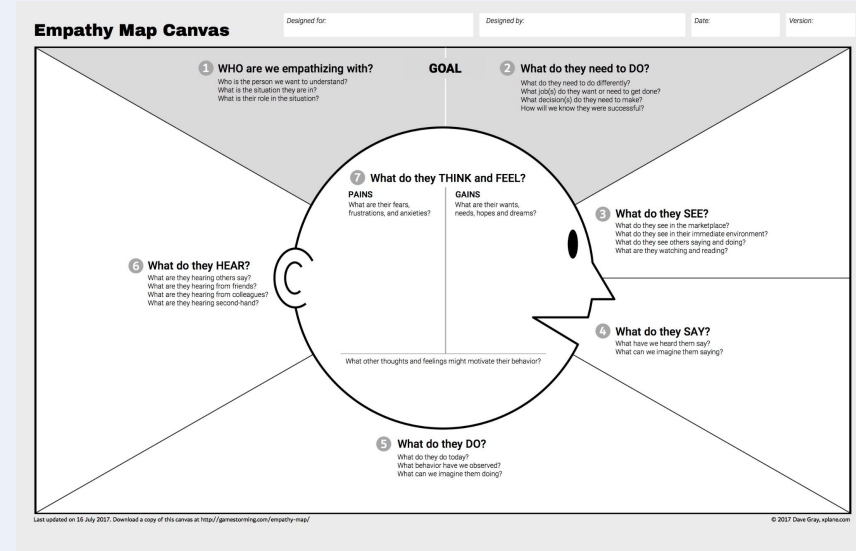 Empathy Map Canvas
Designed for:
Designed by:
Date:
Version:
1 WHO are we empathizing with?
Who is the person we want to understand?
What is the situation they are in?
What is their role in the situation?
GOAL
2 What do they need to DO?
What do they need to do differently?
What job(s) do they want or need to get done?
What decision(s) do they need to make?
How will we know they were successful?
7 What do they THINK and FEEL?
PAINS
What are their fears,
frustrations, and anxieties?
GAINS
What are their wants,
needs, hopes and dreams?
3 What do they SEE?
What do they see in the marketplace?
What do they see in their immediate environment?
What do they see others saying and doing?
What are they watching and reading?
6 What do they HEAR?
What are they hearing others say?
What are they hearing from friends?
What are they hearing from colleagues?
What are they hearing second-hand?
4 What do they SAY?
What have we heard them say?
What can we imagine them saying?
What other thoughts and feelings might motivate their behavior?
5 What do they DO?
What do they do today?
What behavior have we observed?
What can we imagine them doing?
Last updated on 16 July 2017. Download a copy of this canvas at http://gamestorming.com/empathy-map/
© 2017 Dave Gray, xplane.com